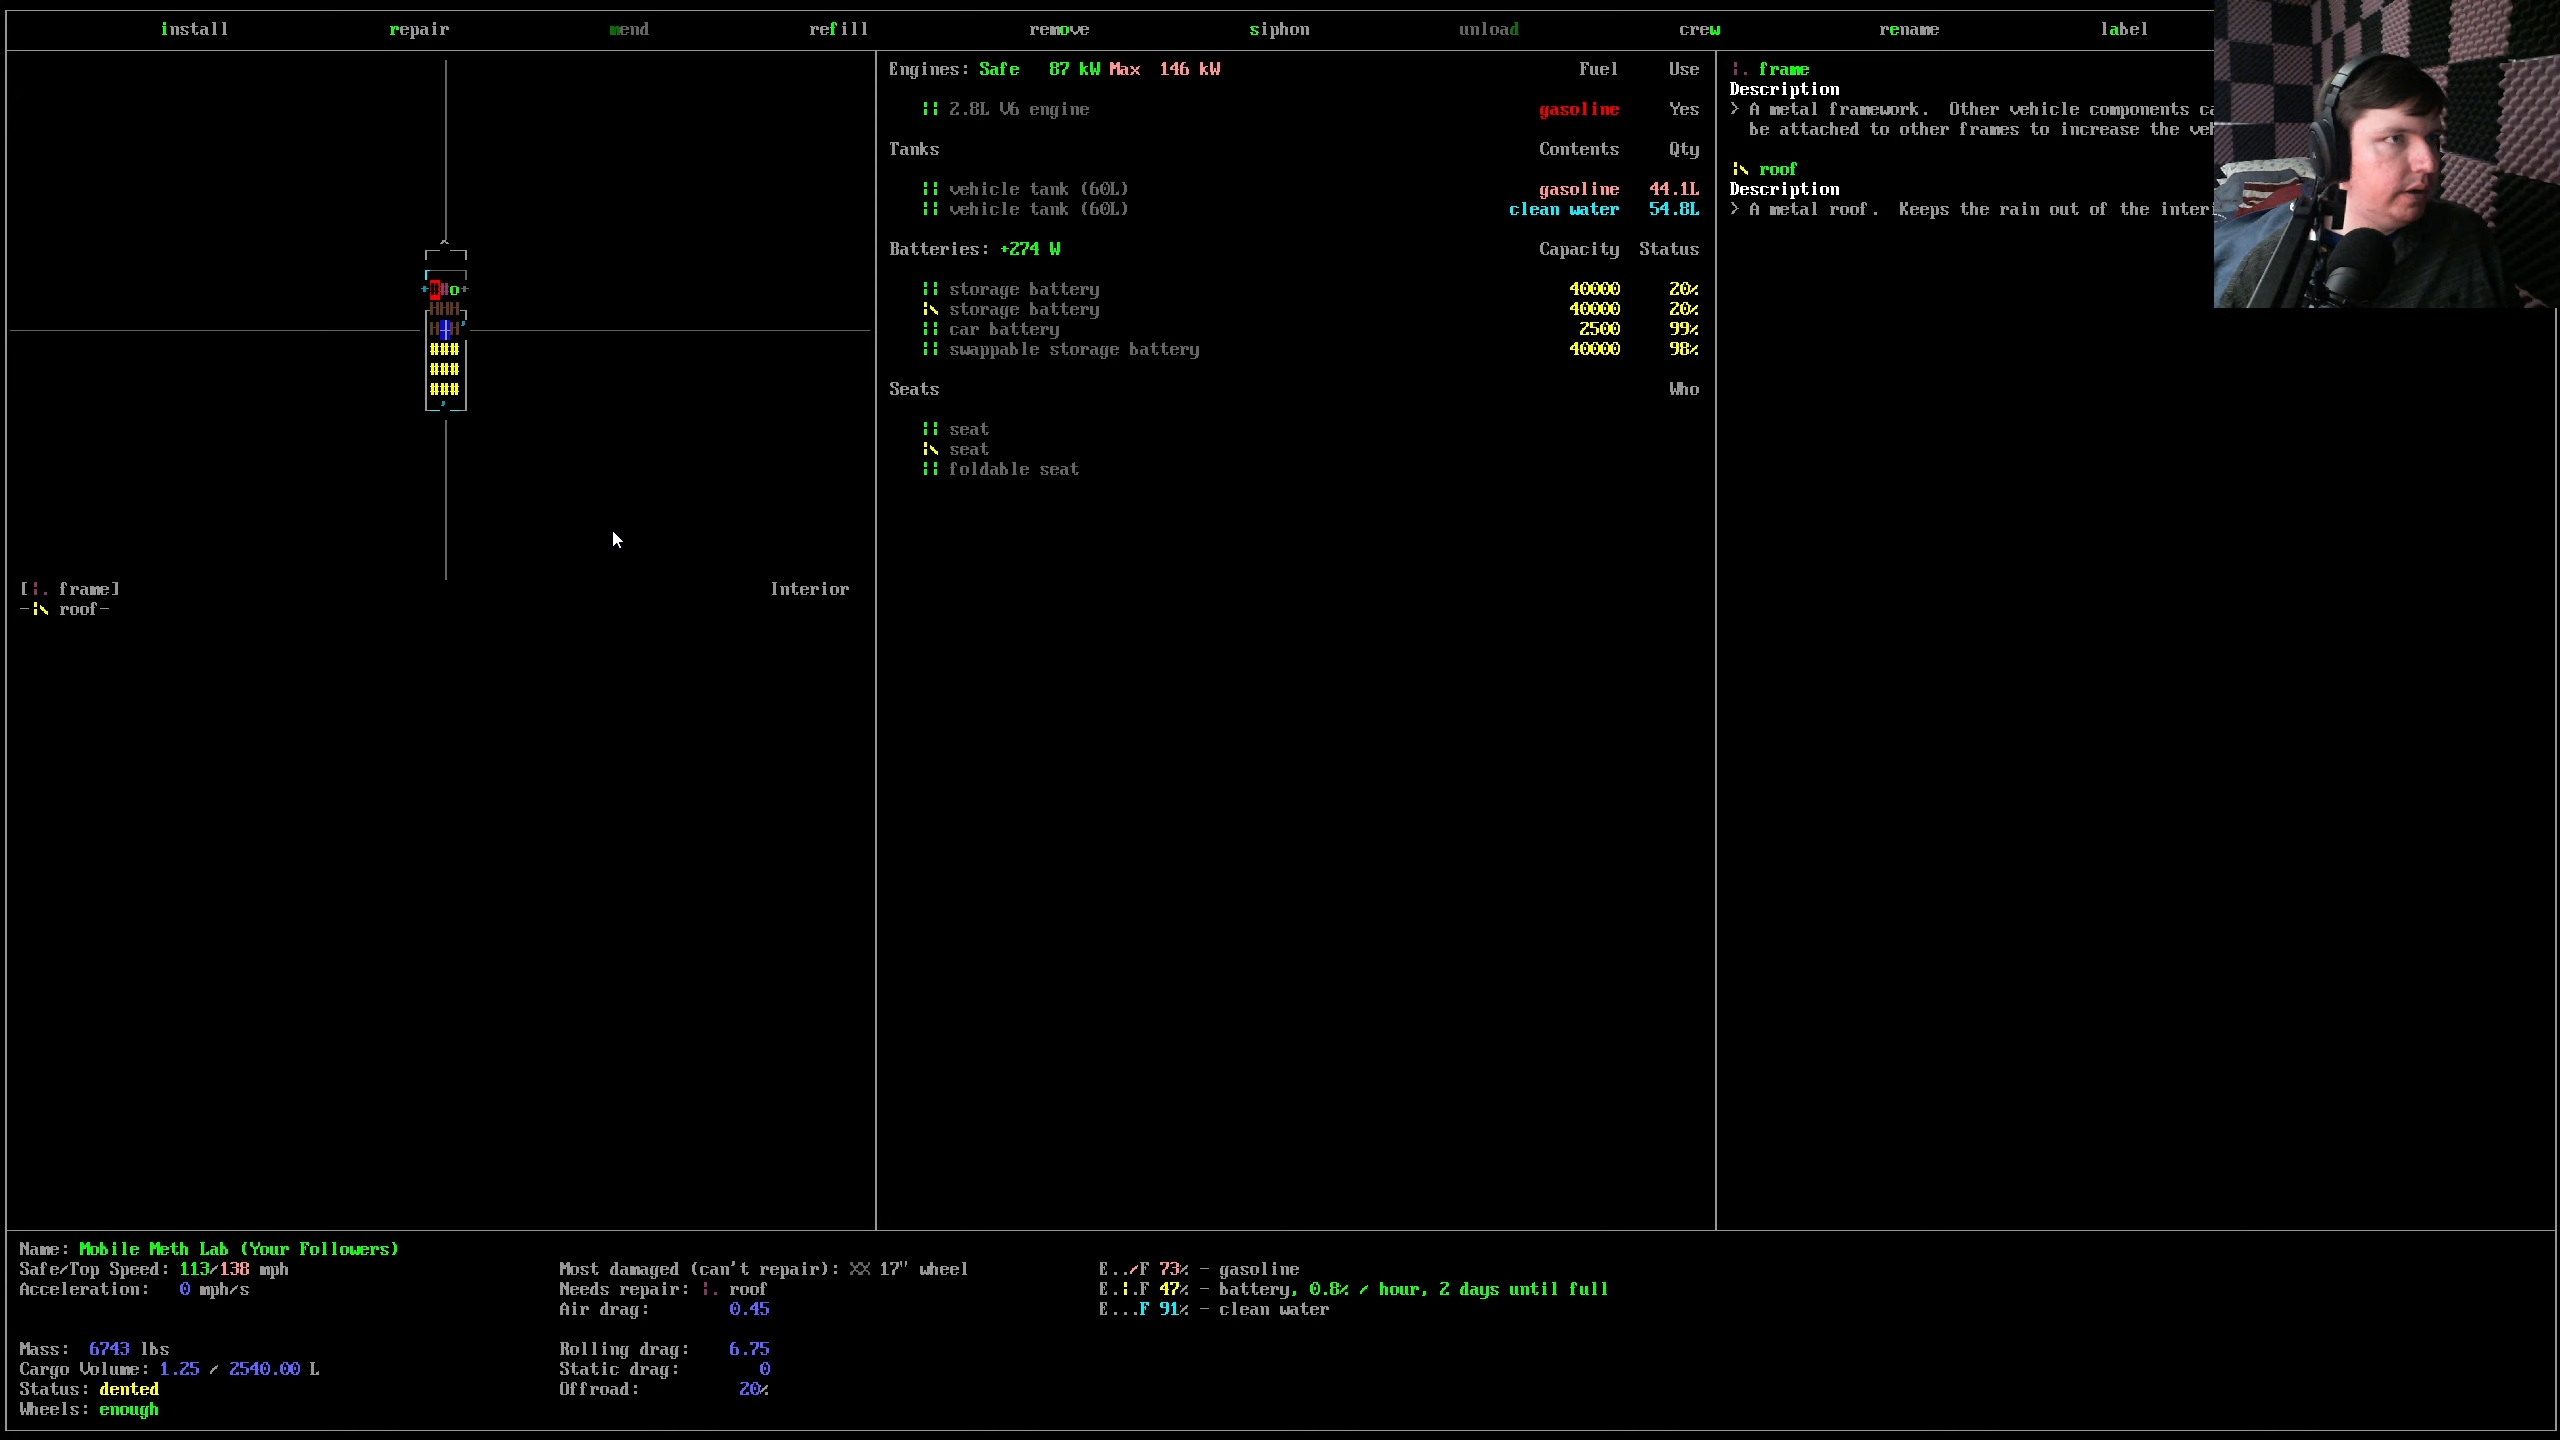 install repair mend refill remove siphon unload crew rename label
Engines: Safe 87 kW Max 146 kW Fuel Use
2.8L V6 engine gasoline Yes
Tanks Contents Qty
vehicle tank (60L) gasoline 44.1L
vehicle tank (60L) clean water 54.8L
Batteries: +274 W Capacity Status
storage battery 40000 20%
storage battery 40000 20%
car battery 2500 99%
swappable storage battery 40000 98%
Seats Who
seat
seat
foldable seat
frame
Description
> A metal framework. Other vehicle components
be attached to other frames to increase the
roof
Description
> A metal roof. Keeps the rain out of the
[¦. frame] Interior
-¦\ roof-
Name: Mobile Meth Lab (Your Followers)
Safe/Top Speed: 113/138 mph
Acceleration: 0 mph/s
Mass: 6743 lbs
Cargo Volume: 1.25 / 2540.00 L
Status: dented
Wheels: enough
Most damaged (can't repair): XX 17" wheel
Needs repair: ¦. roof
Air drag: 0.45
Rolling drag: 6.75
Static drag: 0
Offroad: 20%
E../F 73% - gasoline
E.¦.F 47% - battery, 0.8% / hour, 2 days until full
E...F 91% - clean water